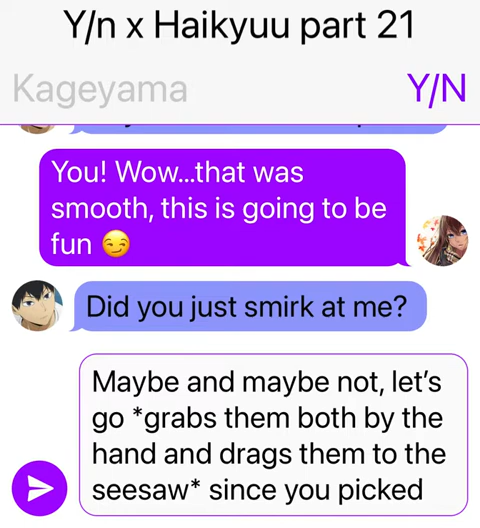 Y/n x Haikyuu part 21
Kageyama
Y/N
You! Wow...that was
smooth, this is going to be
fun 😏
Did you just smirk at me?
Maybe and maybe not, let's
go *grabs them both by the
hand and drags them to the
seesaw* since you picked